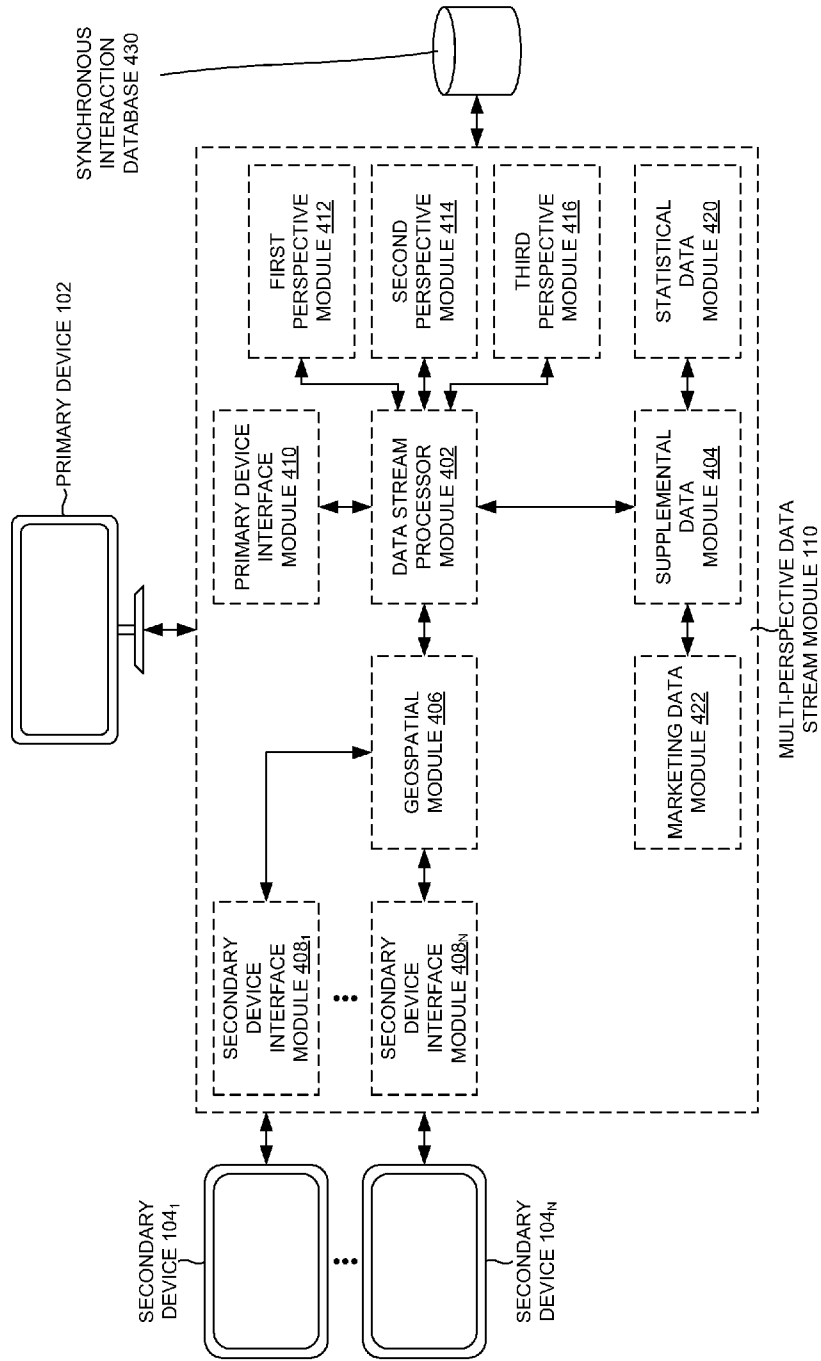 SYNCHRONOUS
INTERACTION
DATABASE 430
PRIMARY DEVICE 102
FIRST
PERSPECTIVE
MODULE 412
SECOND
PERSPECTIVE
MODULE 414
THIRD
PERSPECTIVE
MODULE 416
STATISTICAL
DATA
MODULE 420
PRIMARY DEVICE
INTERFACE
MODULE 410
DATA STREAM
PROCESSOR
MODULE 402
SUPPLEMENTAL
DATA
MODULE 404
GEOSPATIAL
MODULE 406
MARKETING DATA
MODULE 422
MULTI-PERSPECTIVE DATA
STREAM MODULE 110
SECONDARY
DEVICE
INTERFACE
MODULE 408₁
SECONDARY
DEVICE
INTERFACE
MODULE 408ₙ
SECONDARY
DEVICE 104₁
SECONDARY
DEVICE 104ₙ